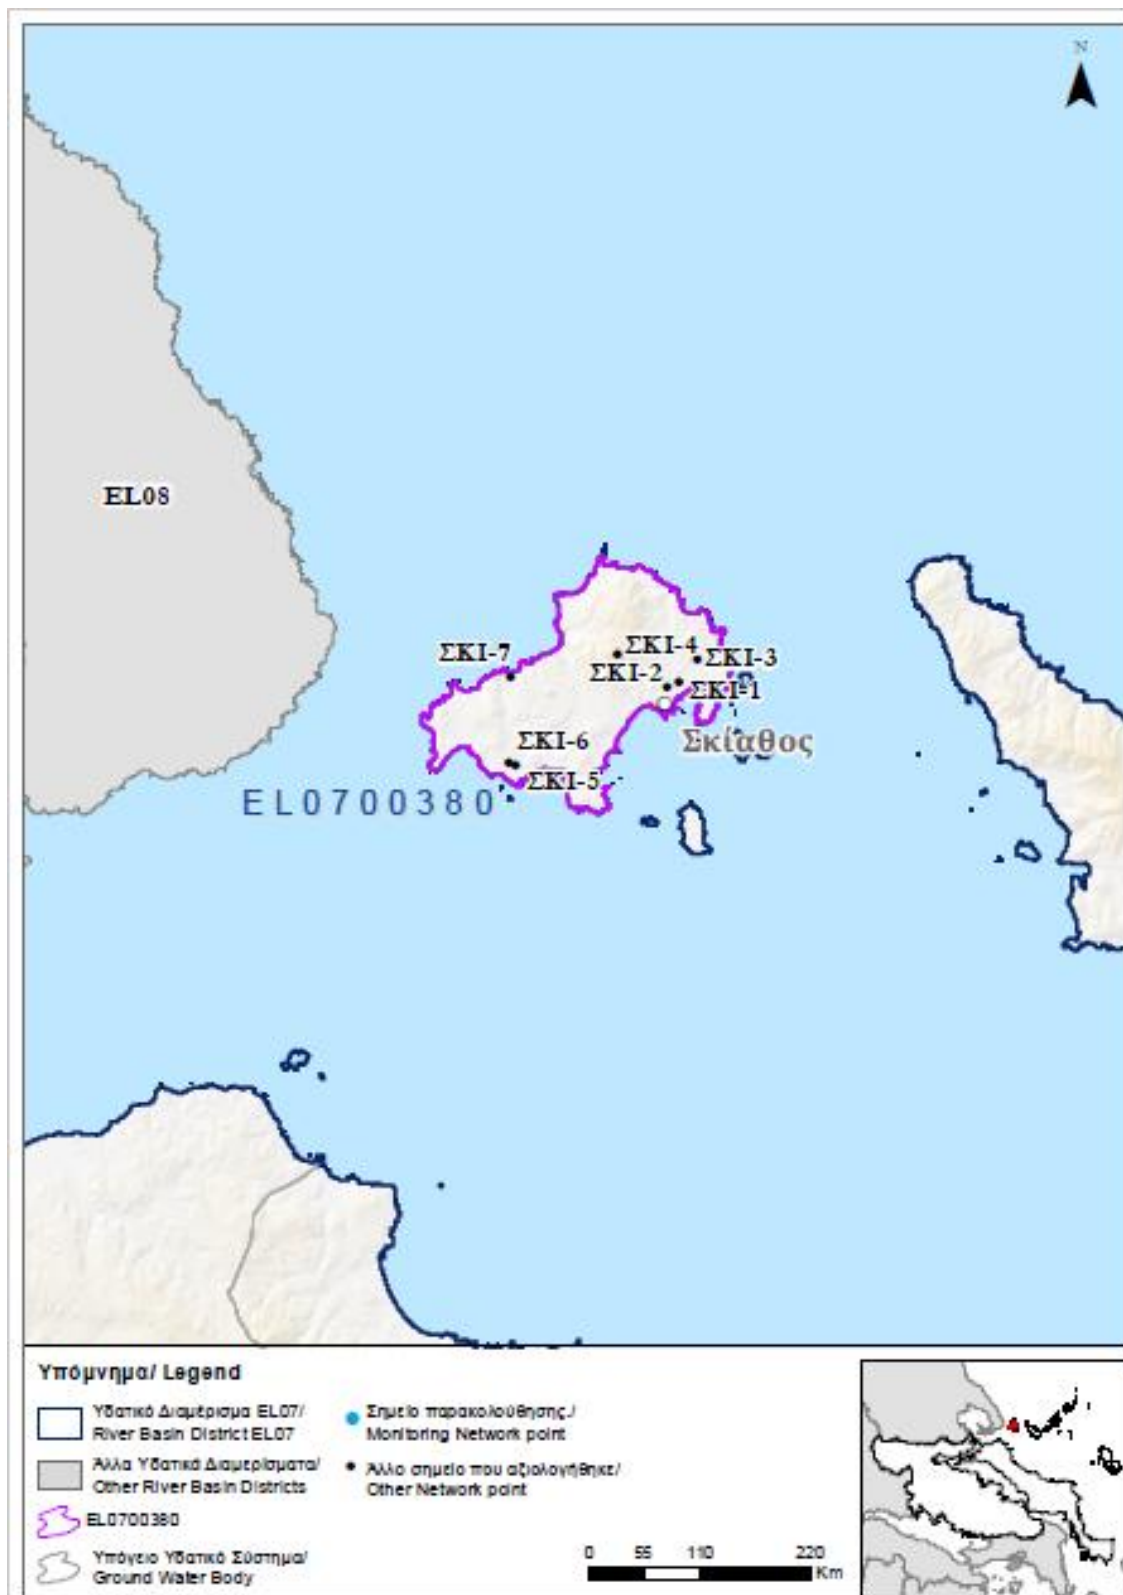 N
EL08
ΣΚΙ-7
ΣΚΙ-4
ΣΚΙ-2
ΣΚΙ-3
ΣΚΙ-1
Σκίαθος
ΣΚΙ-6
ΣΚΙ-5
EL0700380
Υπόμνημα/ Legend
Υδατικό Διαμέρισμα EL07/
River Basin District EL07
Άλλα Υδατικά Διαμερίσματα/
Other River Basin Districts
EL0700380
Υπόγειο Υδατικό Σύστημα/
Ground Water Body
Σημείο παρακολούθησης./
Monitoring Network point
Άλλο σημείο που αξιολογήθηκε/
Other Network point
0 55 110 220
Km